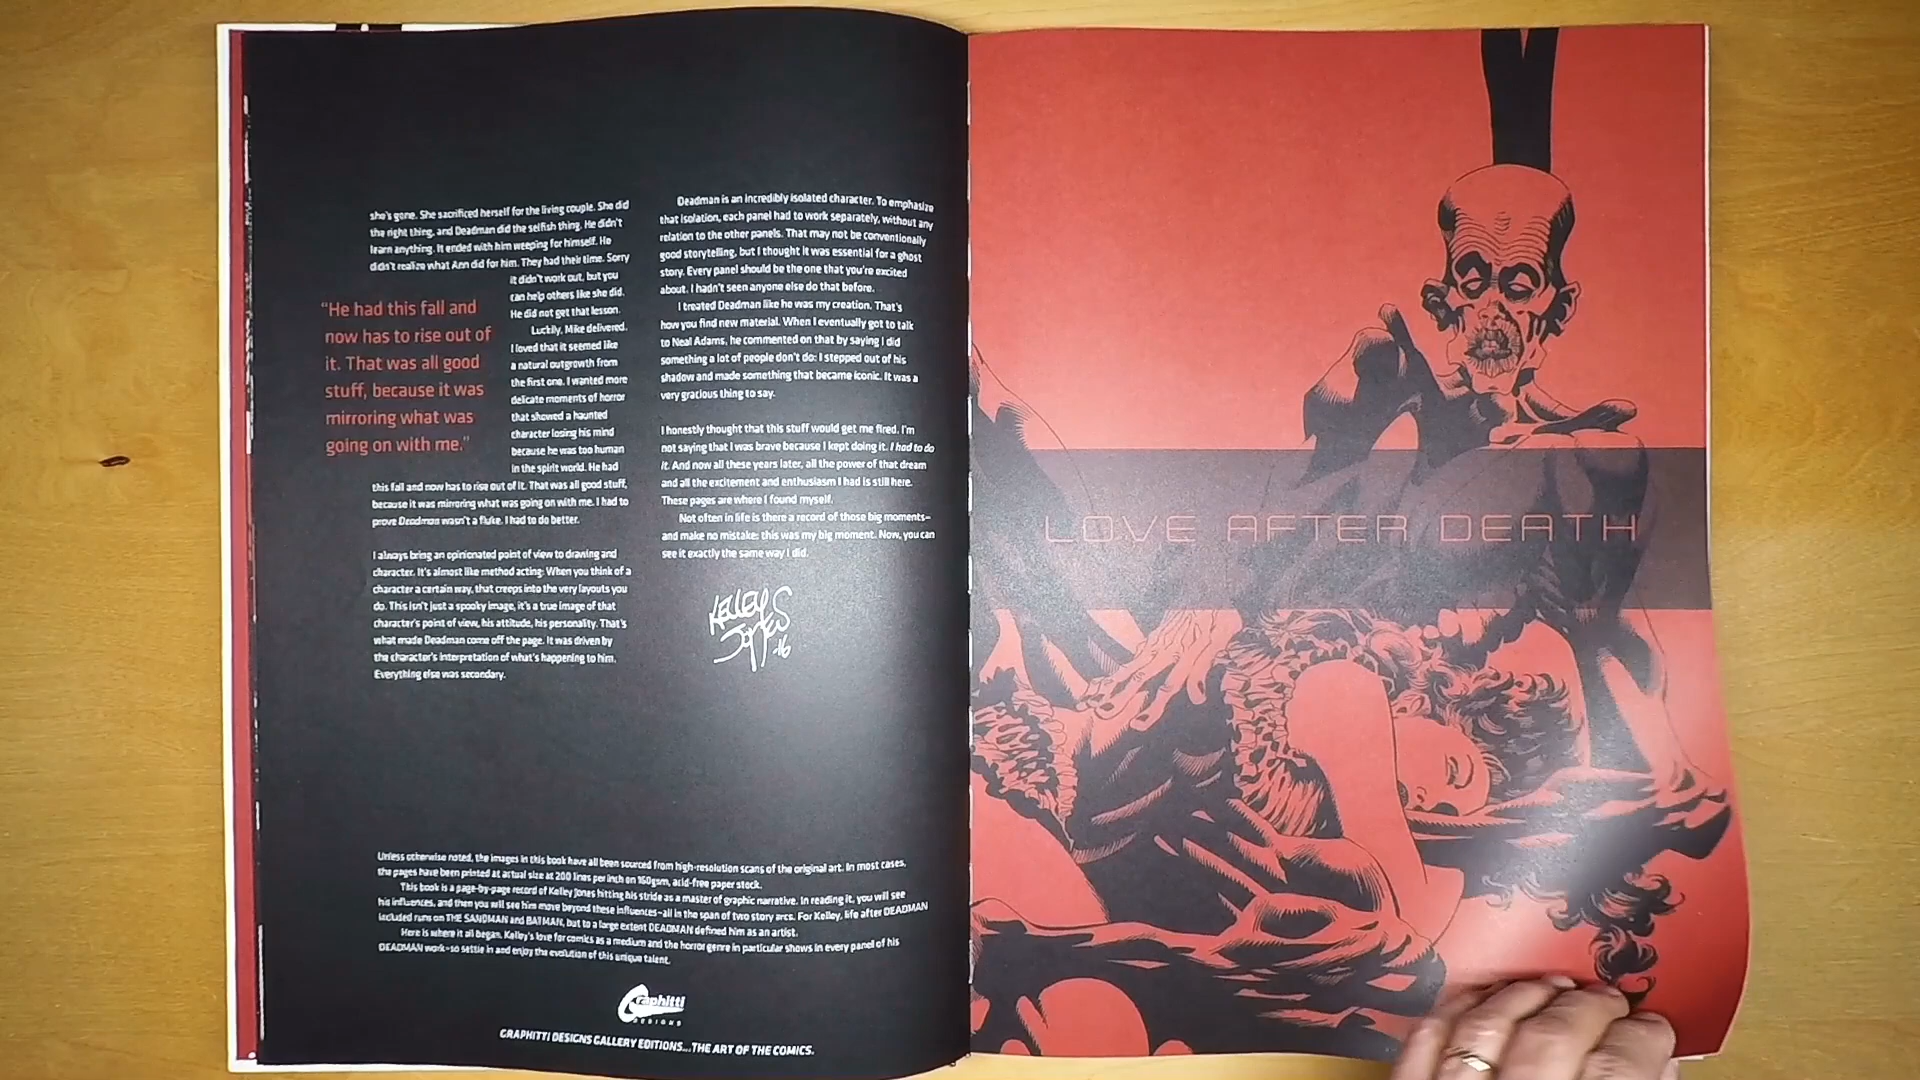 she's gone. She sacrificed herself for the living couple. She did
the right thing, and Deadman did the selfish thing. He didn't
learn anything. It ended with him weeping for himself. He
didn't realize what Ann did for him. They had their time. Sorry
it didn't work out, but you
can help others like she did.
He did not get that lesson.
Luckily, Mike delivered.
I loved that it seemed like
a natural outgrowth from
the first one. I wanted more
delicate moments of horror
that showed a haunted
character losing his mind
because he was too human
in the spirit world. He had
this fall and now has to rise out of it. That was all good stuff,
because it was mirroring what was going on with me. I had to
prove Deadman wasn't a fluke. I had to do better.
"He had this fall and
now has to rise out of
it. That was all good
stuff, because it was
mirroring what was
going on with me."
I always bring an opinionated point of view to drawing and
character. It's almost like method acting: When you think of a
character a certain way, that creeps into the very layouts you
do. This isn't just a spooky image, it's a true image of that
character's point of view, his attitude, his personality. That's
what made Deadman come off the page. It was driven by
the character's interpretation of what's happening to him.
Everything else was secondary.
Deadman is an incredibly isolated character. To emphasize
that isolation, each panel had to work separately, without any
relation to the other panels. That may not be conventionally
good storytelling, but I thought it was essential for a ghost
story. Every panel should be the one that you're excited
about. I hadn't seen anyone else do that before.
I treated Deadman like he was my creation. That's
how you find new material. When I eventually got to talk
to Neal Adams, he commented on that by saying I did
something a lot of people don't do: I stepped out of his
shadow and made something that became iconic. It was a
very gracious thing to say.
I honestly thought that this stuff would get me fired. I'm
not saying that I was brave because I kept doing it. I had to do
it. And now all these years later, all the power of that dream
and all the excitement and enthusiasm I had is still here.
These pages are where I found myself.
Not often in life is there a record of those big moments—
and make no mistake: this was my big moment. Now, you can
see it exactly the same way I did.
KELLEY
Jones
-16
Unless otherwise noted, the images in this book have all been sourced from high-resolution scans of the original art. In most cases,
the pages have been printed at actual size at 200 lines per inch on 160gsm, acid-free paper stock.
This book is a page-by-page record of Kelley Jones hitting his stride as a master of graphic narrative. In reading it, you will see
his influences, and then you will see him move beyond these influences—all in the span of two story arcs. For Kelley, life after DEADMAN
included runs on THE SANDMAN and BATMAN, but to a large extent DEADMAN defined him as an artist.
Here is where it all began. Kelley's love for comics as a medium and the horror genre in particular shows in every panel of his
DEADMAN work—so settle in and enjoy the evolution of this unique talent.
Graphitti
DESIGNS
GRAPHITTI DESIGNS GALLERY EDITIONS...THE ART OF THE COMICS.
LOVE AFTER DEATH